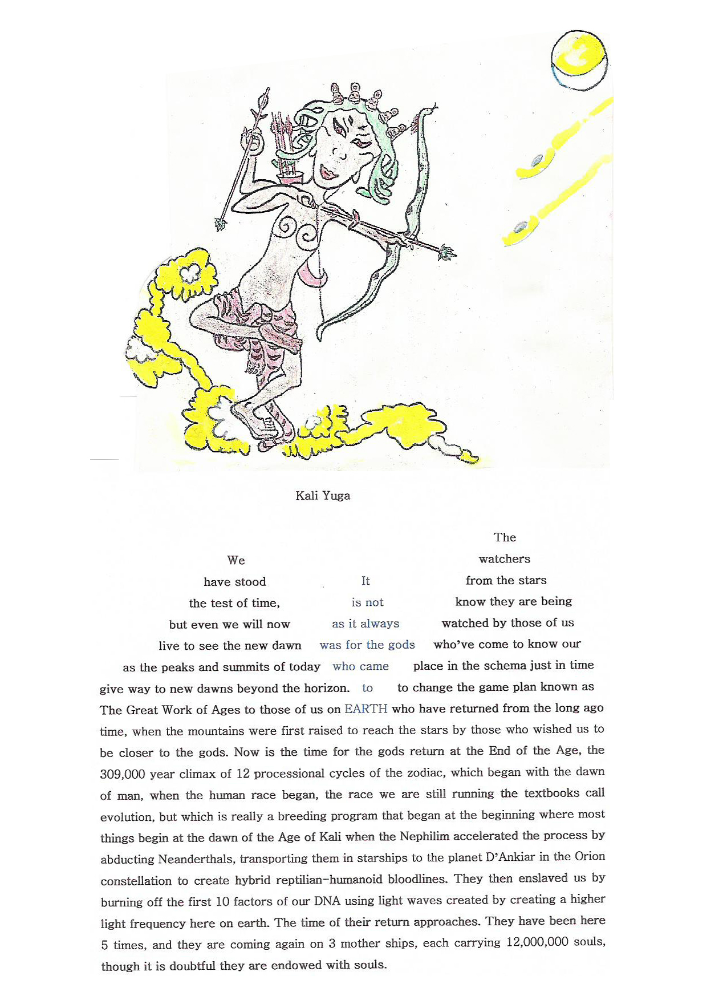 Kali Yuga
The
We watchers
have stood It from the stars
the test of time, is not know they are being
but even we will now as it always watched by those of us
live to see the new dawn was for the gods who've come to know our
as the peaks and summits of today who came place in the schema just in time
give way to new dawns beyond the horizon. to to change the game plan known as
The Great Work of Ages to those of us on EARTH who have returned from the long ago
time, when the mountains were first raised to reach the stars by those who wished us to
be closer to the gods. Now is the time for the gods return at the End of the Age, the
309,000 year climax of 12 processional cycles of the zodiac, which began with the dawn
of man, when the human race began, the race we are still running the textbooks call
evolution, but which is really a breeding program that began at the beginning where most
things begin at the dawn of the Age of Kali when the Nephilim accelerated the process by
abducting Neanderthals, transporting them in starships to the planet D'Ankiar in the Orion
constellation to create hybrid reptilian-humanoid bloodlines. They then enslaved us by
burning off the first 10 factors of our DNA using light waves created by creating a higher
light frequency here on earth. The time of their return approaches. They have been here
5 times, and they are coming again on 3 mother ships, each carrying 12,000,000 souls,
though it is doubtful they are endowed with souls.